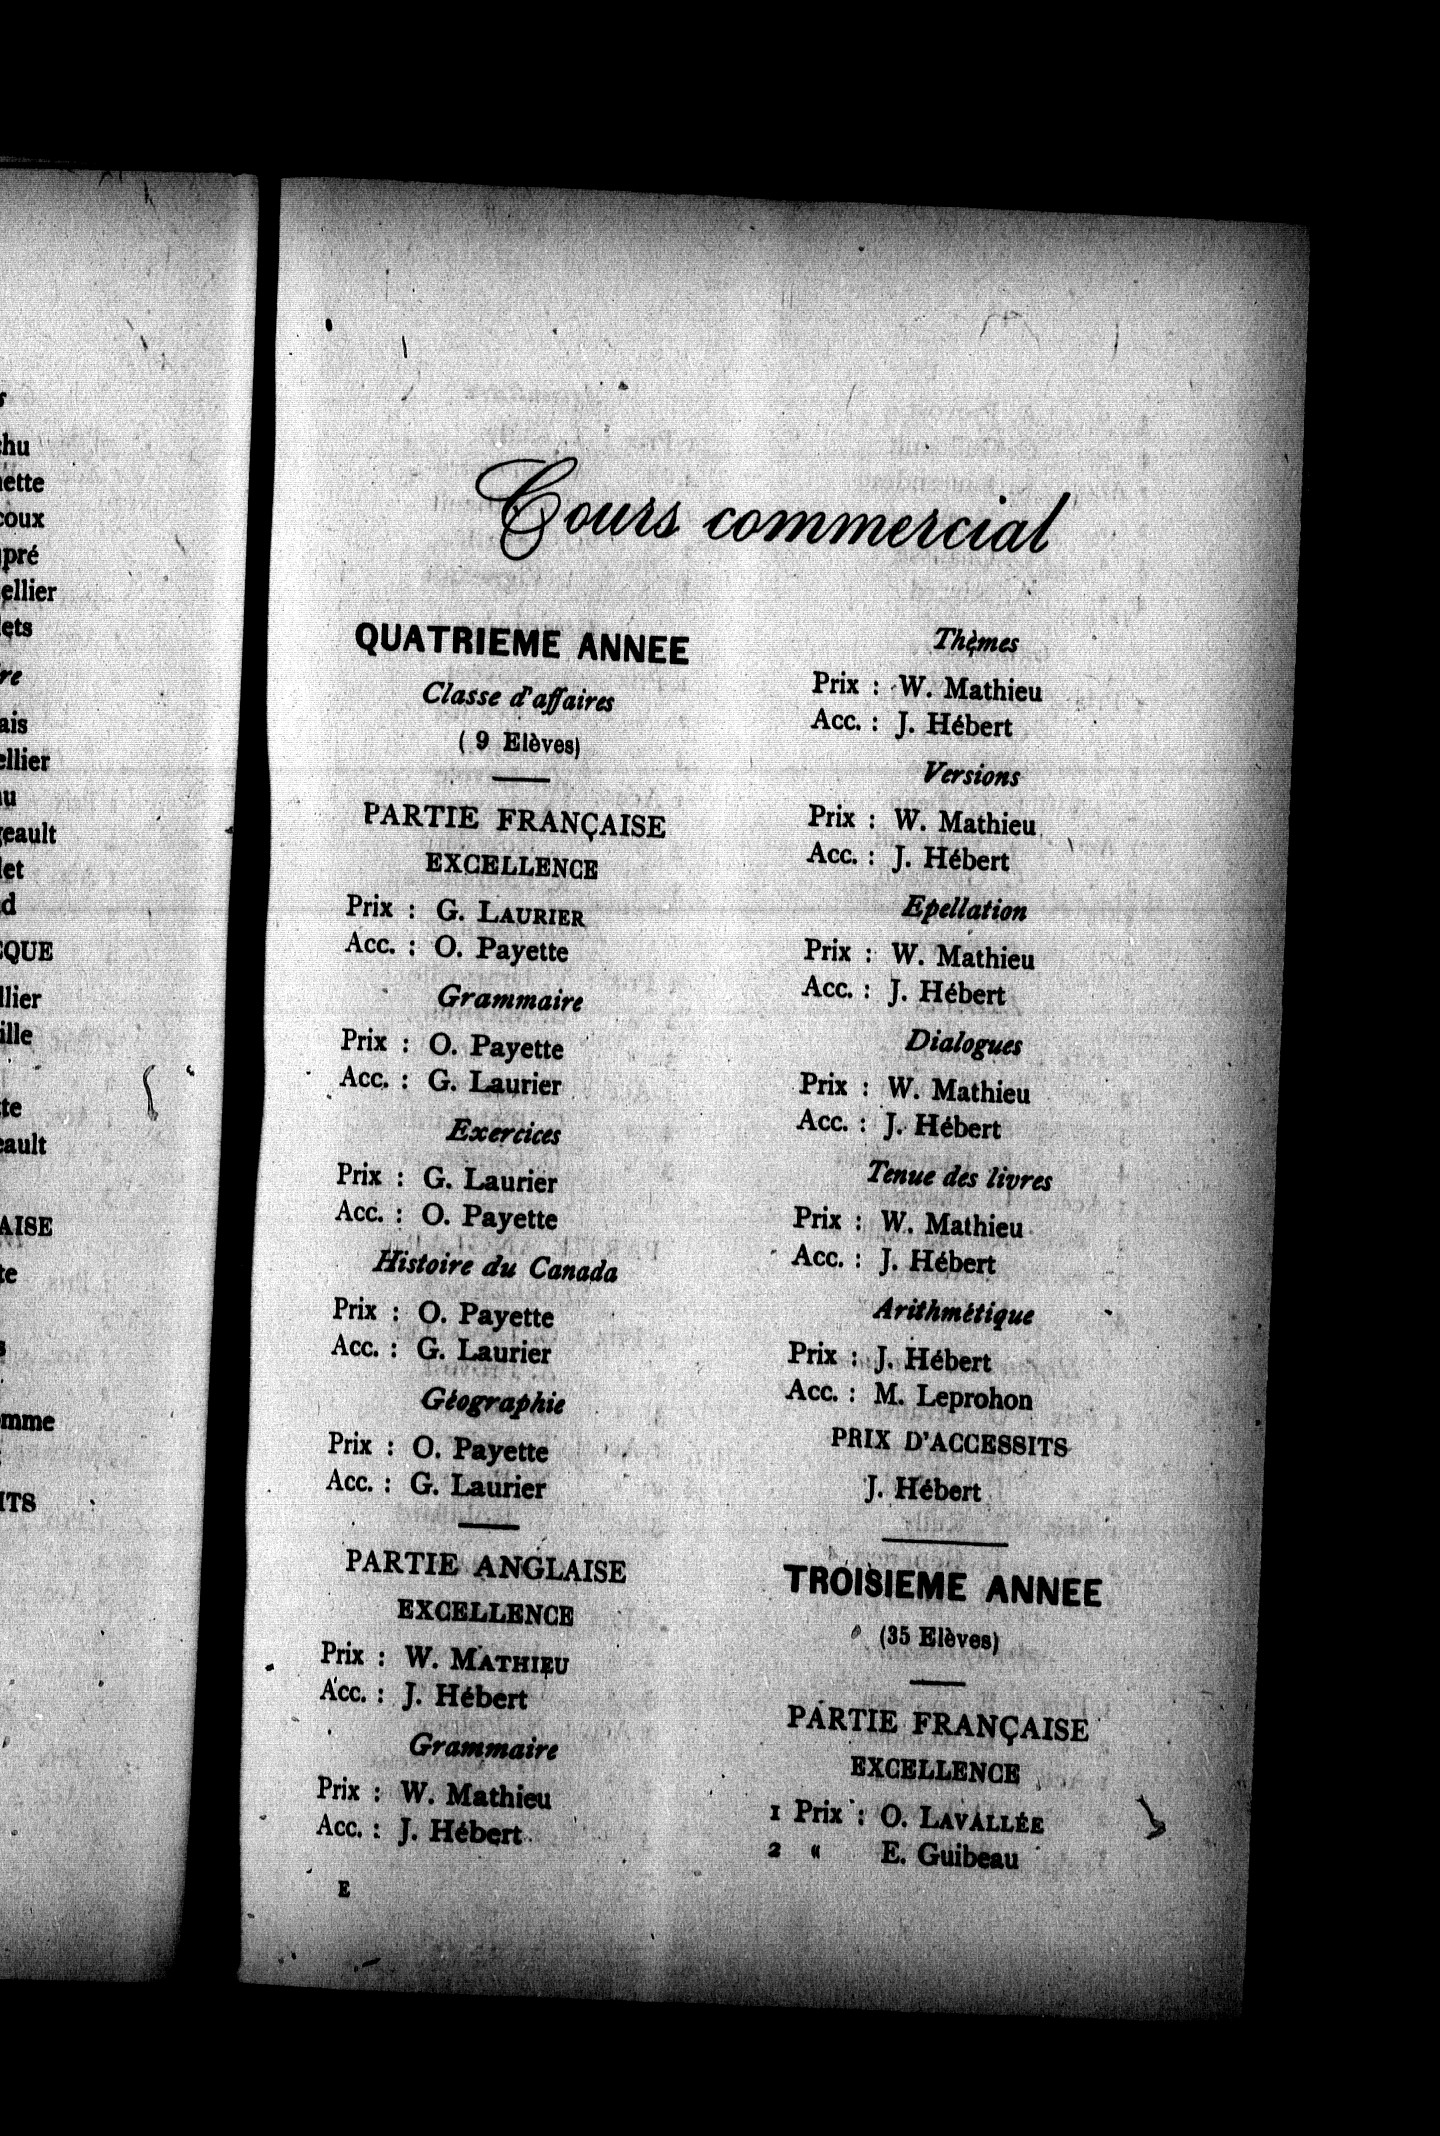 Cours commercial
QUATRIEME ANNEE
Classe d'affaires
( 9 Elèves)
PARTIE FRANÇAISE
EXCELLENCE
Prix : G. LAURIER
Acc. : O. Payette
Grammaire
Prix : O. Payette
Acc. : G. Laurier
Exercices
Prix : G. Laurier
Acc. : O. Payette
Histoire du Canada
Prix : O. Payette
Acc. : G. Laurier
Géographie
Prix : O. Payette
Acc. : G. Laurier
PARTIE ANGLAISE
EXCELLENCE
Prix : W. MATHIEU
Acc. : J. Hébert
Grammaire
Prix : W. Mathieu
Acc. : J. Hébert
E
Thèmes
Prix : W. Mathieu
Acc. : J. Hébert
Versions
Prix : W. Mathieu
Acc. : J. Hébert
Epellation
Prix : W. Mathieu
Acc. : J. Hébert
Dialogues
Prix : W. Mathieu
Acc. : J. Hébert
Tenue des livres
Prix : W. Mathieu
Acc. : J. Hébert
Arithmétique
Prix : J. Hébert
Acc. : M. Leprohon
PRIX D'ACCESSITS
J. Hébert
TROISIEME ANNEE
(35 Elèves)
PARTIE FRANÇAISE
EXCELLENCE
1 Prix : O. LAVALLÉE
2 « E. Guibeau